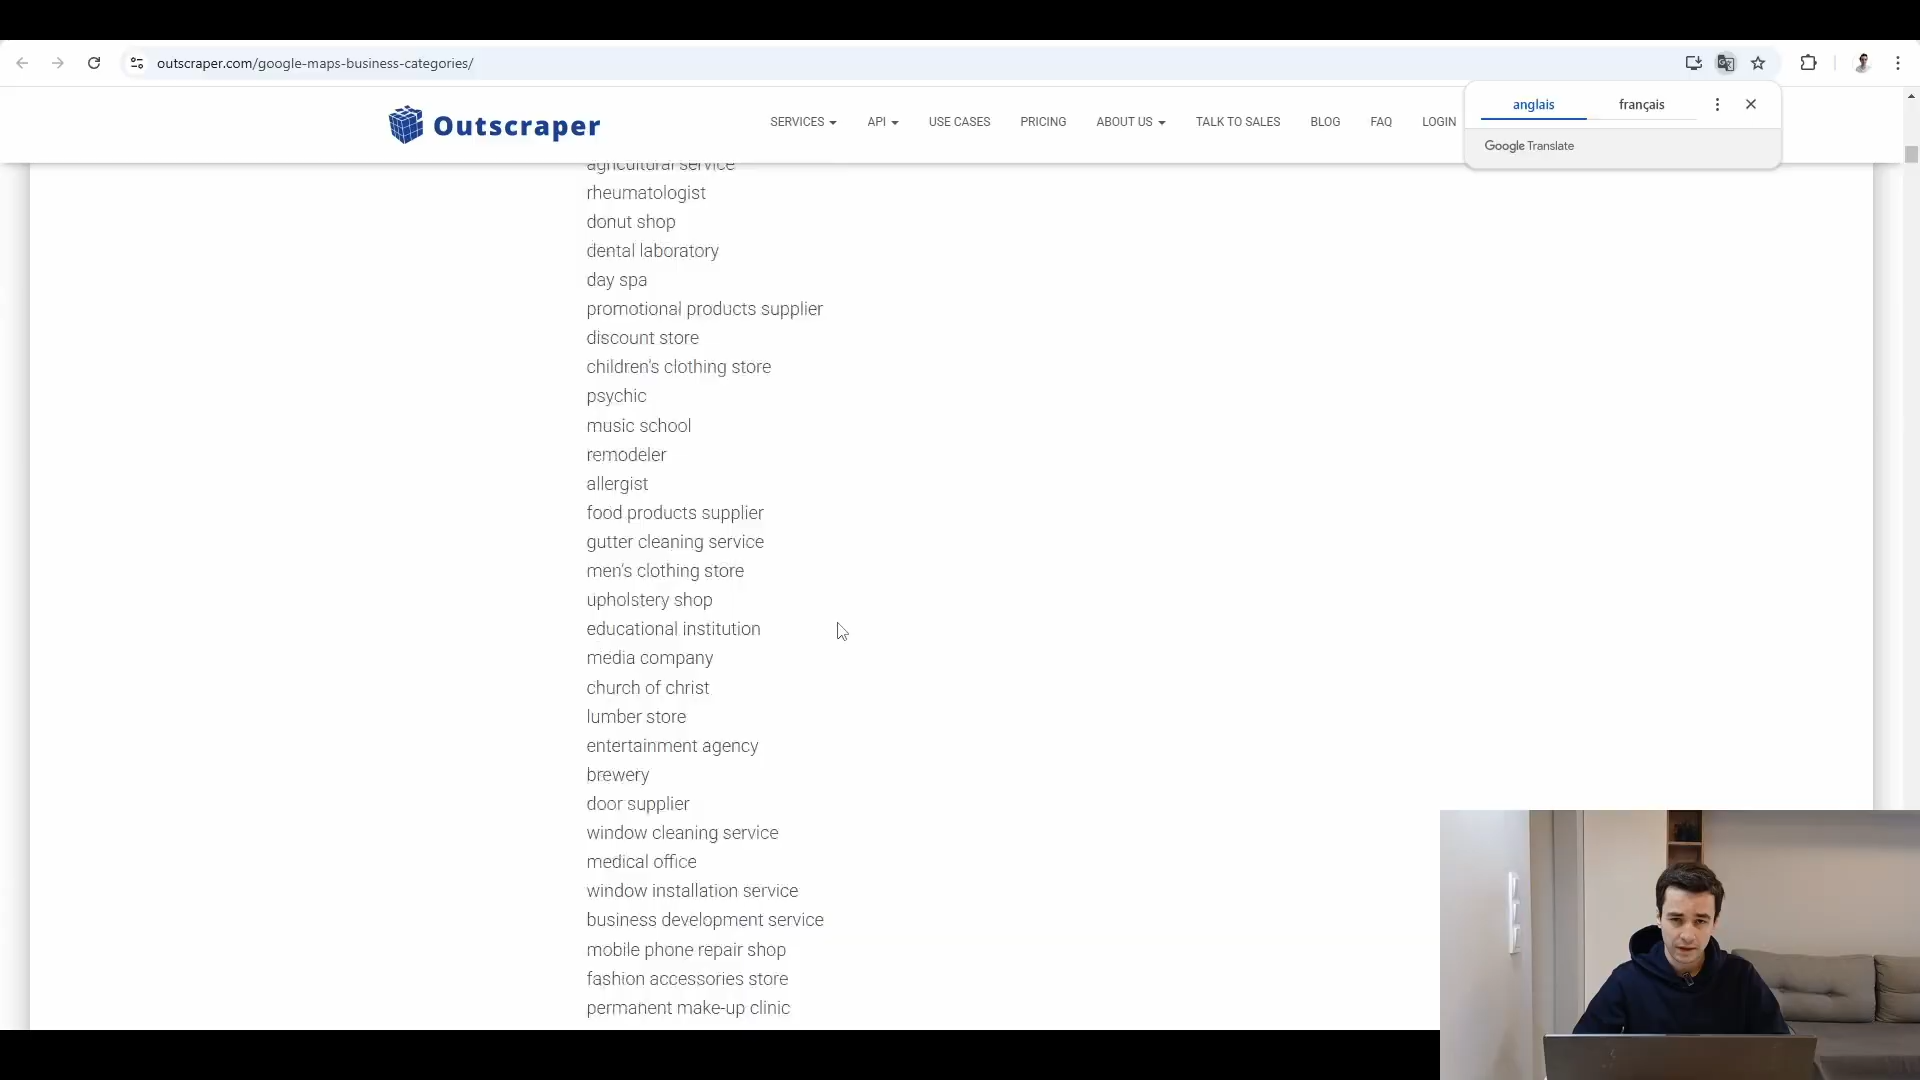 outscraper.com/google-maps-business-categories/
Outscraper
SERVICES
API
USE CASES
PRICING
ABOUT US
TALK TO SALES
BLOG
FAQ
LOGIN
anglais
français
Google Translate
agricultural service
rheumatologist
donut shop
dental laboratory
day spa
promotional products supplier
discount store
children's clothing store
psychic
music school
remodeler
allergist
food products supplier
gutter cleaning service
men's clothing store
upholstery shop
educational institution
media company
church of christ
lumber store
entertainment agency
brewery
door supplier
window cleaning service
medical office
window installation service
business development service
mobile phone repair shop
fashion accessories store
permanent make-up clinic